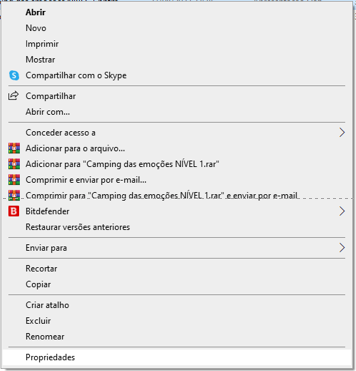 Abrir
Novo
Imprimir
Mostrar
Compartilhar com o Skype
Compartilhar
Abrir com...
Conceder acesso a
Adicionar para o arquivo...
Adicionar para "Camping das emoções NÍVEL 1.rar"
Comprimir e enviar por e-mail...
Comprimir para "Camping das emoções NÍVEL 1.rar" e enviar por e-mail
Bitdefender
Restaurar versões anteriores
Enviar para
Recortar
Copiar
Criar atalho
Excluir
Renomear
Propriedades